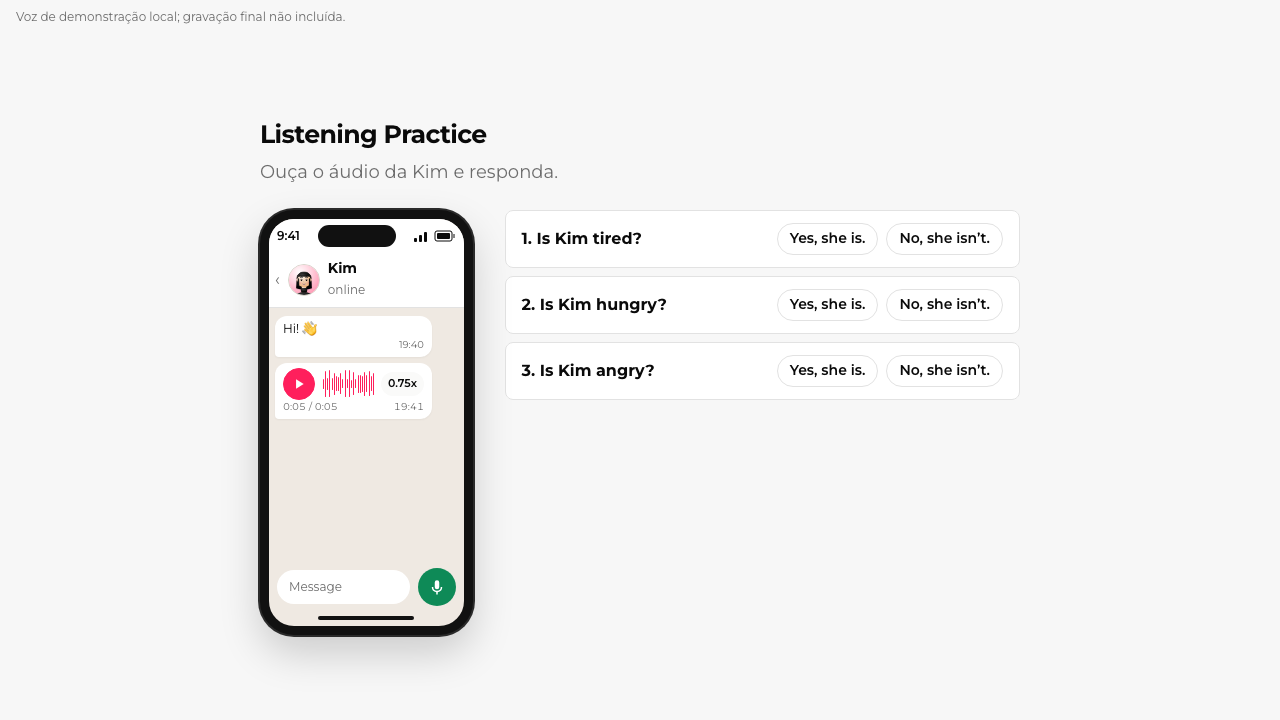 Voz de demonstração local; gravação final não incluída.
Listening Practice
Ouça o áudio da Kim e responda.
9:41
Kim
online
Hi! 👋
19:40
0.75x
0:05 / 0:05
19:41
Message
1. Is Kim tired?
Yes, she is.
No, she isn’t.
2. Is Kim hungry?
Yes, she is.
No, she isn’t.
3. Is Kim angry?
Yes, she is.
No, she isn’t.